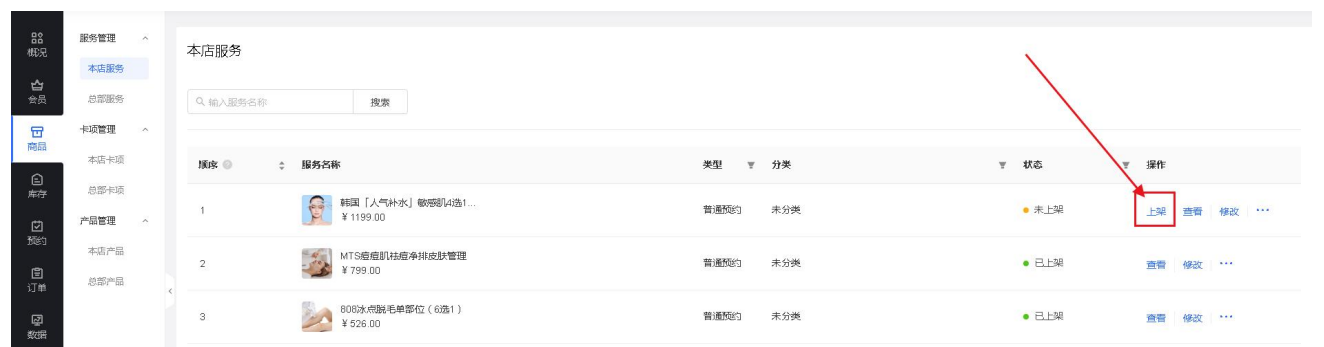 概况
会员
商品
库存
预约
订单
数据
服务管理
本店服务
总部服务
卡项管理
本店卡项
总部卡项
产品管理
本店产品
总部产品
本店服务
输入服务名称 搜索
顺序 服务名称 类型 分类 状态 操作
1 韩国「人气补水」敏感肌4选1... 普通预约 未分类 未上架 上架 查看 修改 ···
¥ 1199.00
2 MTS痘痘肌祛痘净排皮肤管理 普通预约 未分类 已上架 查看 修改 ···
¥ 799.00
3 808冰点脱毛单部位（6选1） 普通预约 未分类 已上架 查看 修改 ···
¥ 526.00